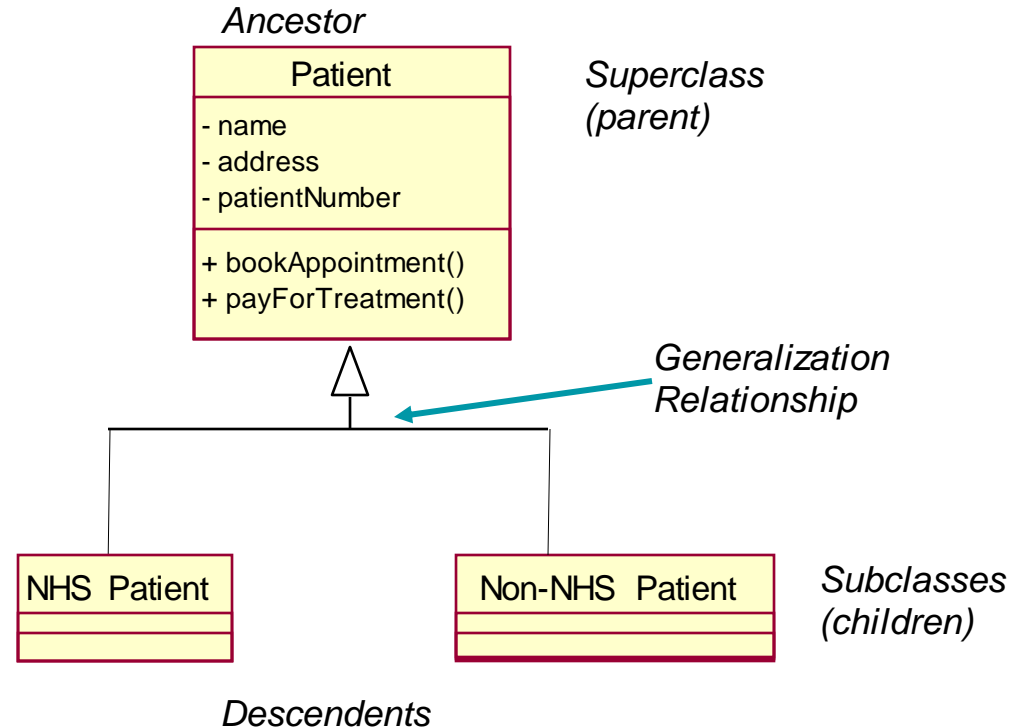 Ancestor
Patient
Superclass
(parent)
- name
- address
- patientNumber
+ bookAppointment()
+ payForTreatment()
Generalization
Relationship
NHS Patient
Non-NHS Patient
Subclasses
(children)
Descendents